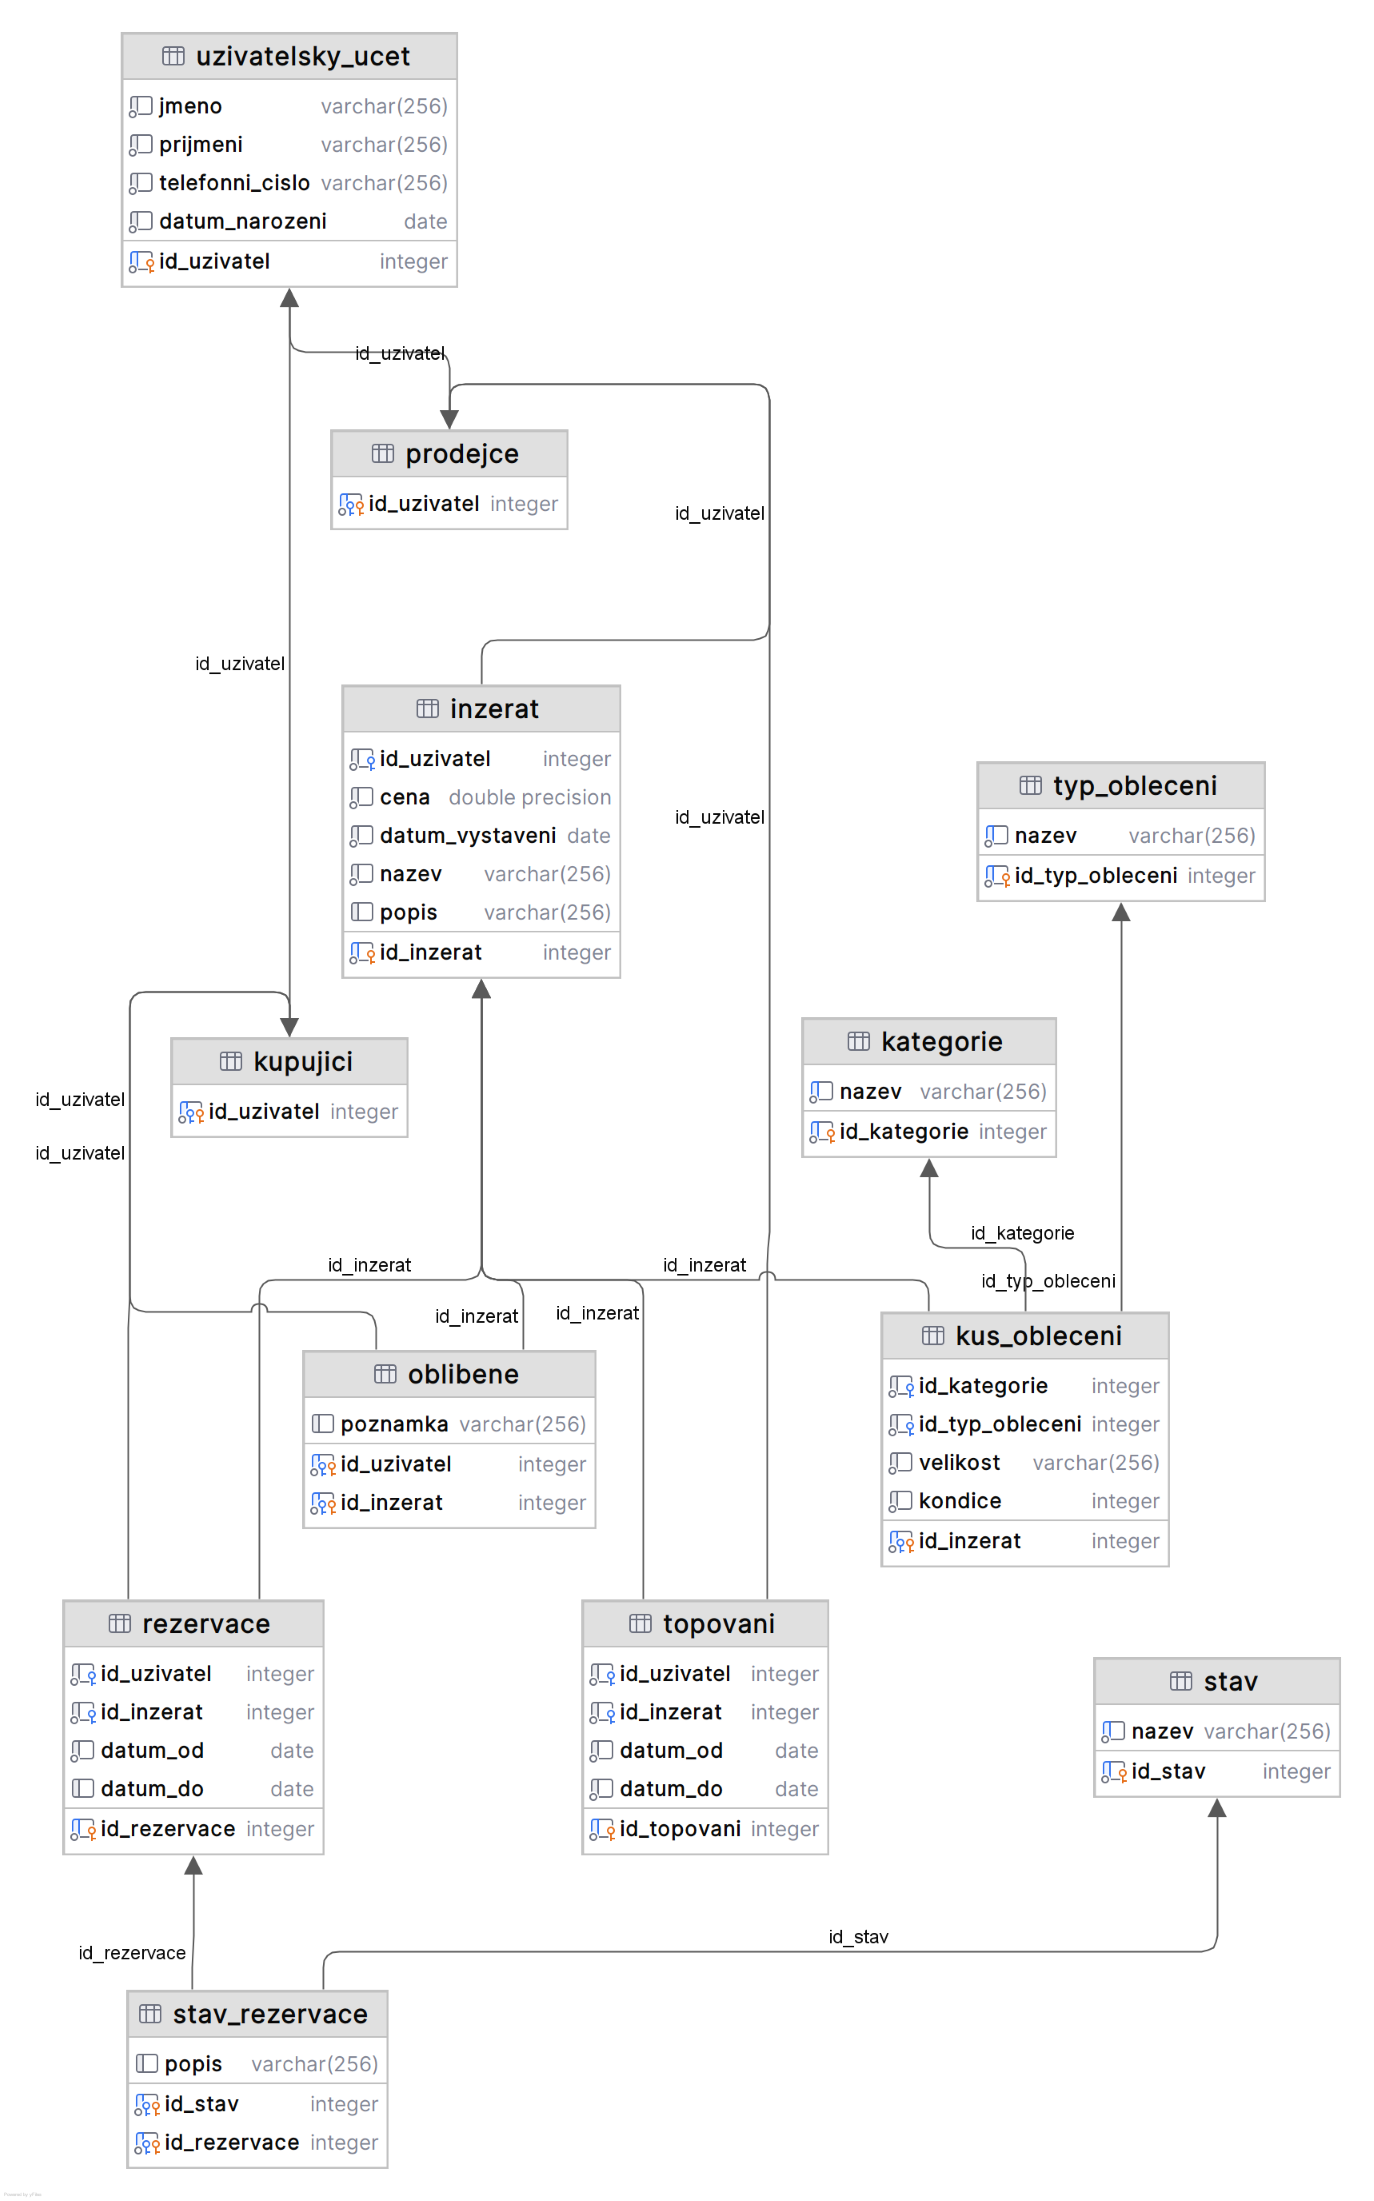 uzivatelsky_ucet
jmeno varchar(256)
prijmeni varchar(256)
telefonni_cislo varchar(256)
datum_narozeni date
id_uzivatel integer
id_uzivatel
prodejce
id_uzivatel integer
id_uzivatel
id_uzivatel
inzerat
id_uzivatel integer
cena double precision
datum_vystaveni date
nazev varchar(256)
popis varchar(256)
id_inzerat integer
id_uzivatel
typ_obleceni
nazev varchar(256)
id_typ_obleceni integer
kupujici
id_uzivatel integer
id_uzivatel
id_uzivatel
kategorie
nazev varchar(256)
id_kategorie integer
id_kategorie
id_typ_obleceni
id_inzerat
id_inzerat
id_inzerat
id_inzerat
oblibene
poznamka varchar(256)
id_uzivatel integer
id_inzerat integer
kus_obleceni
id_kategorie integer
id_typ_obleceni integer
velikost varchar(256)
kondice integer
id_inzerat integer
rezervace
id_uzivatel integer
id_inzerat integer
datum_od date
datum_do date
id_rezervace integer
topovani
id_uzivatel integer
id_inzerat integer
datum_od date
datum_do date
id_topovani integer
stav
nazev varchar(256)
id_stav integer
id_rezervace
id_stav
stav_rezervace
popis varchar(256)
id_stav integer
id_rezervace integer
Powered by yFiles